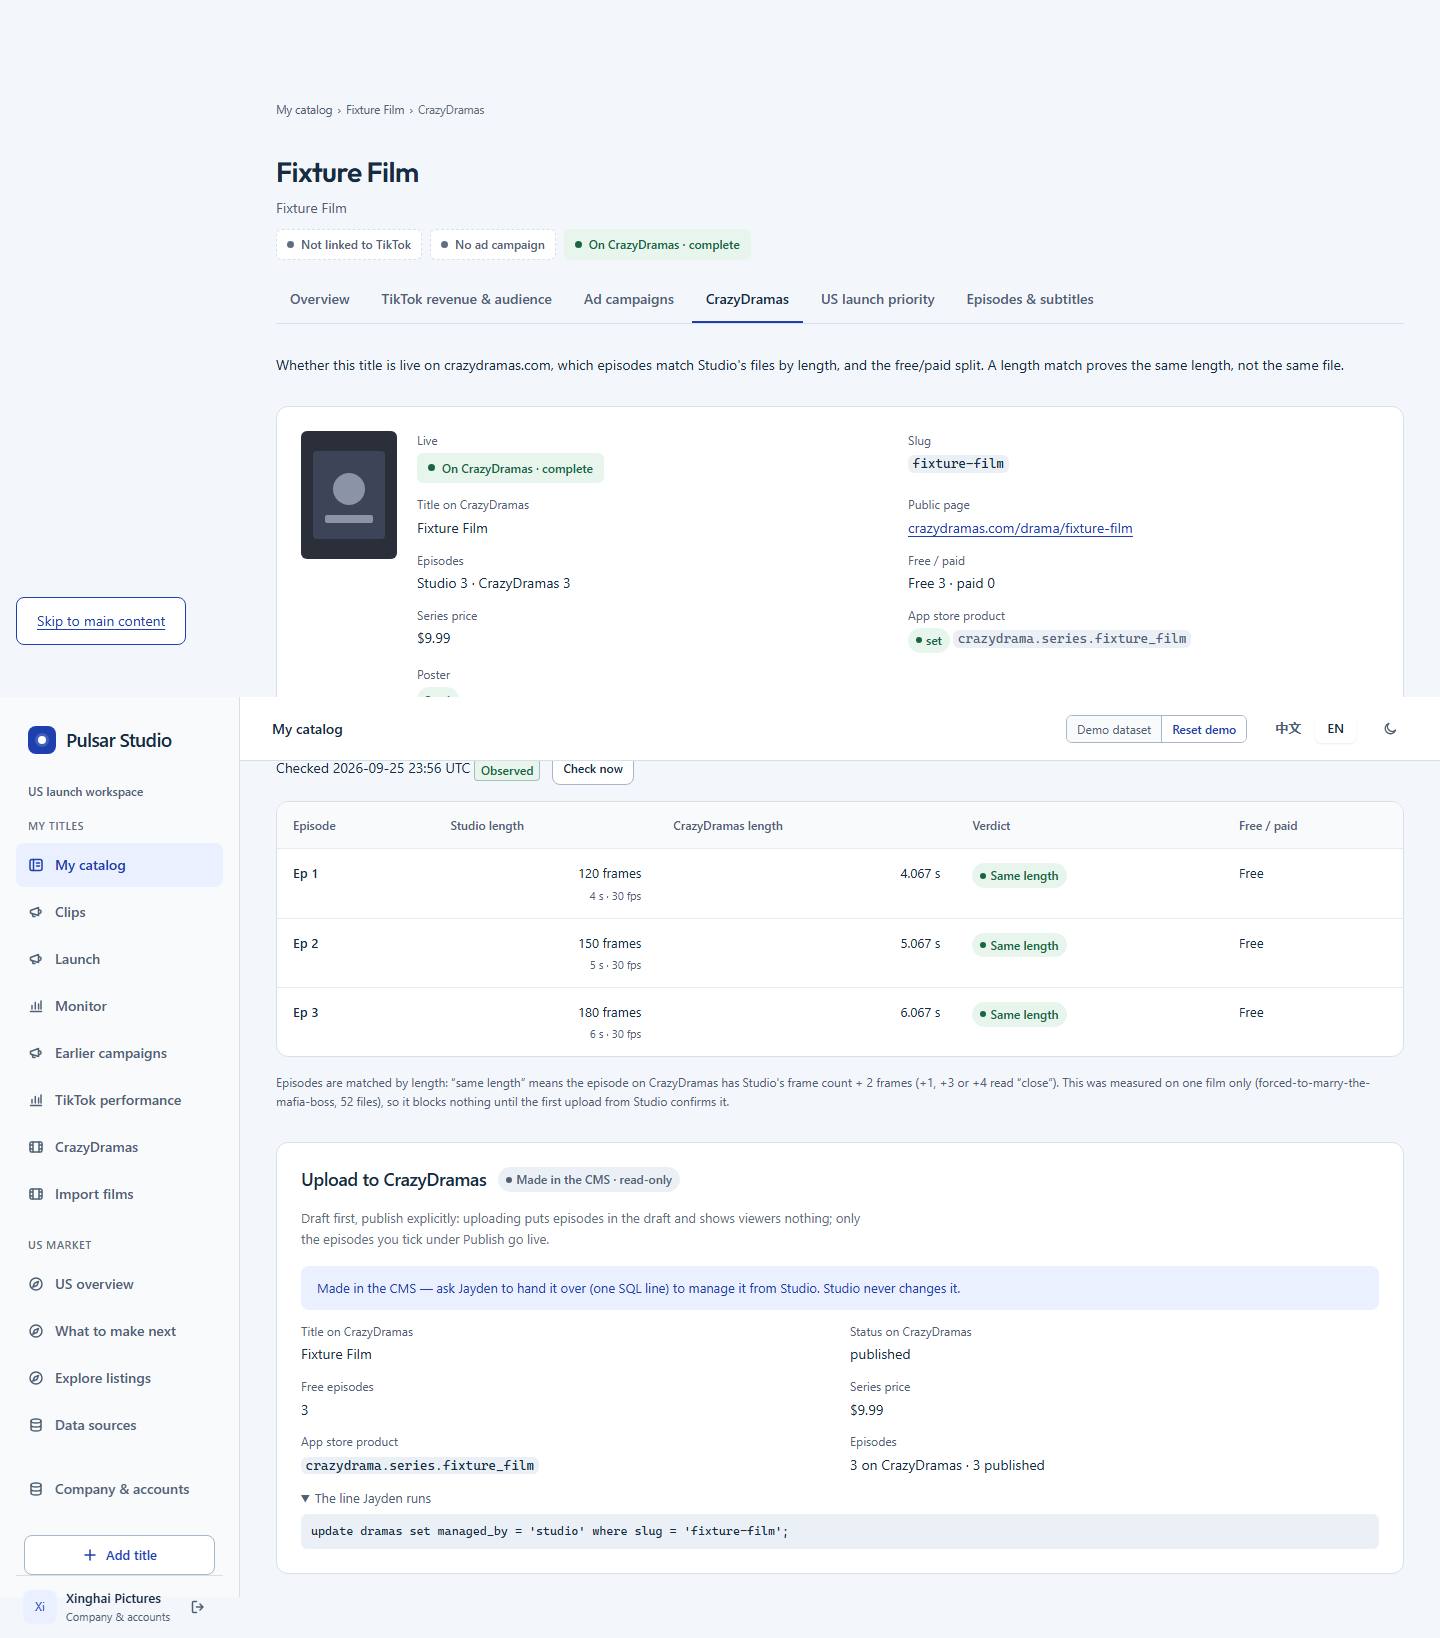 My catalog › Fixture Film › CrazyDramas
Fixture Film
Fixture Film
Not linked to TikTok
No ad campaign
On CrazyDramas · complete
Overview
TikTok revenue & audience
Ad campaigns
CrazyDramas
US launch priority
Episodes & subtitles
Whether this title is live on crazydramas.com, which episodes match Studio's files by length, and the free/paid split. A length match proves the same length, not the same file.
Live
On CrazyDramas · complete
Slug
fixture-film
Title on CrazyDramas
Fixture Film
Public page
crazydramas.com/drama/fixture-film
Episodes
Studio 3 · CrazyDramas 3
Free / paid
Free 3 · paid 0
Series price
$9.99
App store product
set crazydrama.series.fixture_film
Poster
Skip to main content
Pulsar Studio
US launch workspace
MY TITLES
My catalog
Clips
Launch
Monitor
Earlier campaigns
TikTok performance
CrazyDramas
Import films
US MARKET
US overview
What to make next
Explore listings
Data sources
Company & accounts
Add title
Xi
Xinghai Pictures
Company & accounts
My catalog
Demo dataset
Reset demo
中文
EN
Checked 2026-09-25 23:56 UTC Observed Check now
Episode Studio length CrazyDramas length Verdict Free / paid
Ep 1 120 frames 4.067 s Same length Free
4 s · 30 fps
Ep 2 150 frames 5.067 s Same length Free
5 s · 30 fps
Ep 3 180 frames 6.067 s Same length Free
6 s · 30 fps
Episodes are matched by length: “same length” means the episode on CrazyDramas has Studio's frame count + 2 frames (+1, +3 or +4 read “close”). This was measured on one film only (forced-to-marry-the-
mafia-boss, 52 files), so it blocks nothing until the first upload from Studio confirms it.
Upload to CrazyDramas
Made in the CMS · read-only
Draft first, publish explicitly: uploading puts episodes in the draft and shows viewers nothing; only
the episodes you tick under Publish go live.
Made in the CMS — ask Jayden to hand it over (one SQL line) to manage it from Studio. Studio never changes it.
Title on CrazyDramas
Fixture Film
Status on CrazyDramas
published
Free episodes
3
Series price
$9.99
App store product
crazydrama.series.fixture_film
Episodes
3 on CrazyDramas · 3 published
▼ The line Jayden runs
update dramas set managed_by = 'studio' where slug = 'fixture-film';